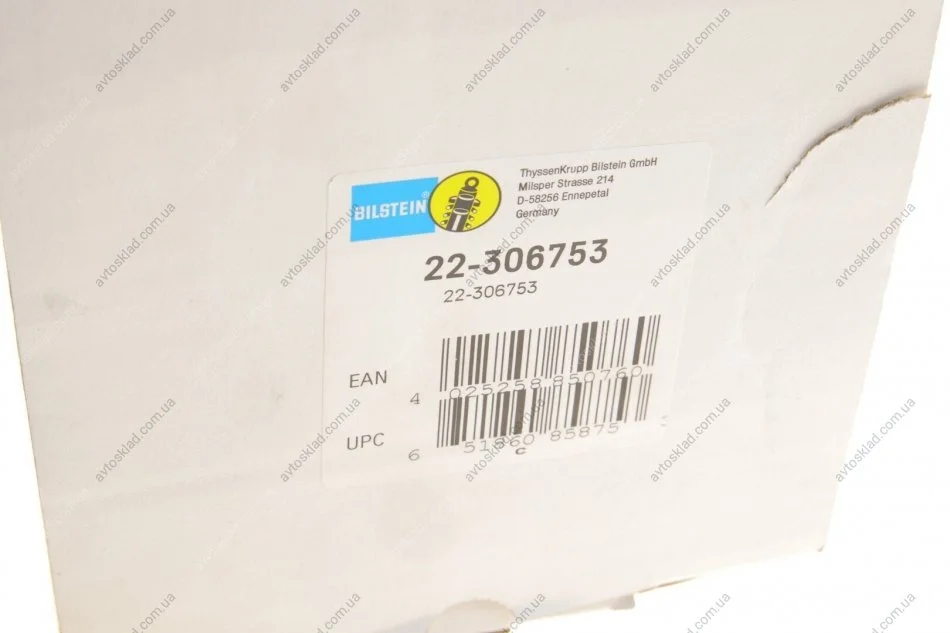 BILSTEIN®
ThyssenKrupp Bilstein GmbH
Milsper Strasse 214
D-58256 Ennepetal
Germany
22-306753
22-306753
EAN
4 025258 850760
UPC
6 51860 85875 5
C
avtosklad.com.ua